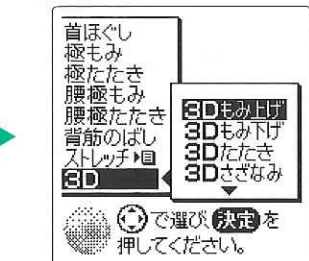 首ほぐし
極もみ
極たたき
腰極もみ
腰極たたき
背筋のばし
ストレッチ
3D
3Dもみ上げ
3Dもみ下げ
3Dたたき
3Dさざなみ
で選び 決定 を
押してください。